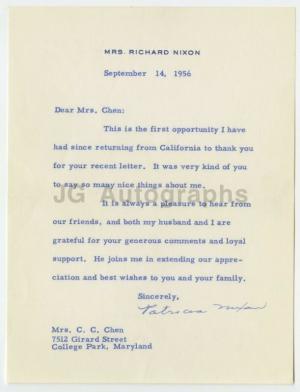 MRS. RICHARD NIXON
September 14, 1956
Dear Mrs. Chen:
This is the first opportunity I have
had since returning from California to thank you
for your recent letter. It was very kind of you
to say so many nice things about me.
JG Autographs
It is always a pleasure to hear from
our friends, and both my husband and I are
grateful for your generous comments and loyal
support. He joins me in extending our appre-
ciation and best wishes to you and your family.
Sincerely,
Patricia Nixon
Mrs. C. C. Chen
7512 Girard Street
College Park, Maryland